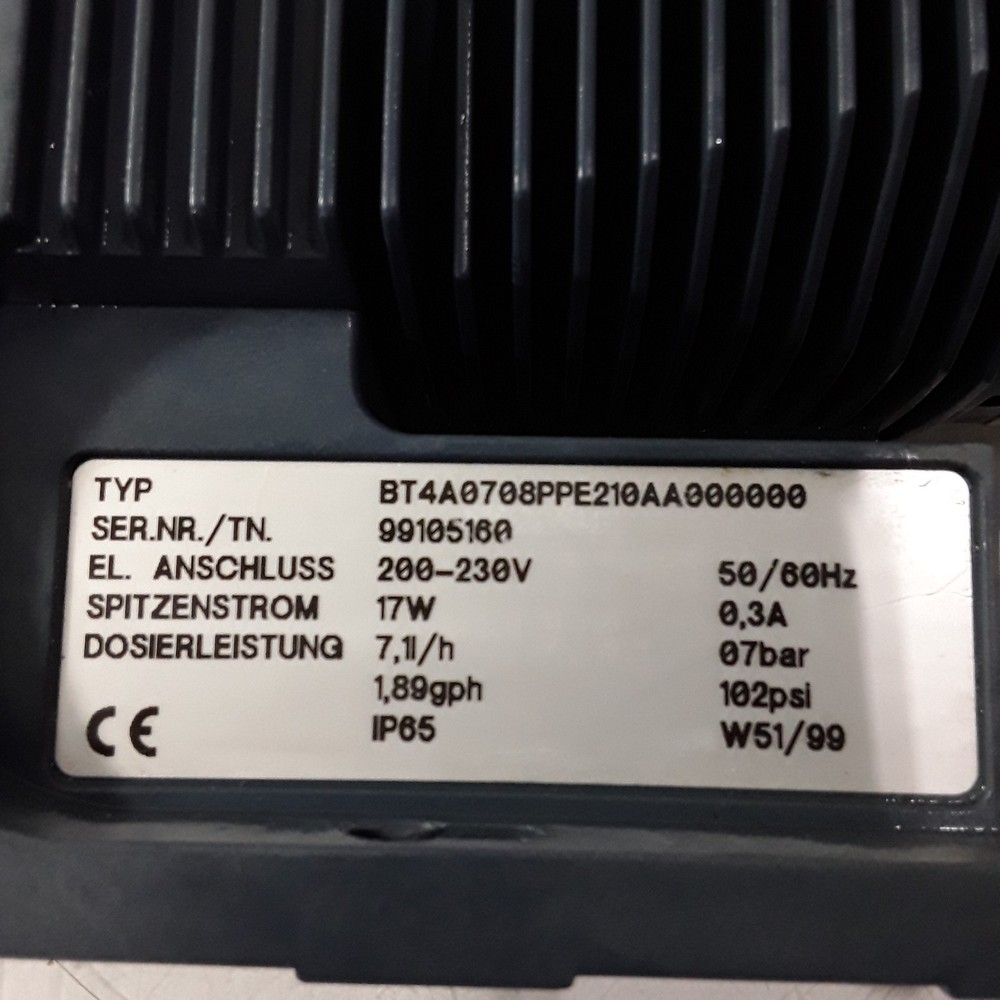 TYP BT4A0708PPE210AA000000
SER.NR./TN. 99105160
EL. ANSCHLUSS 200-230V 50/60Hz
SPITZENSTROM 17W 0,3A
DOSIERLEISTUNG 7,1l/h 07bar
1,89gph 102psi
CE IP65 W51/99